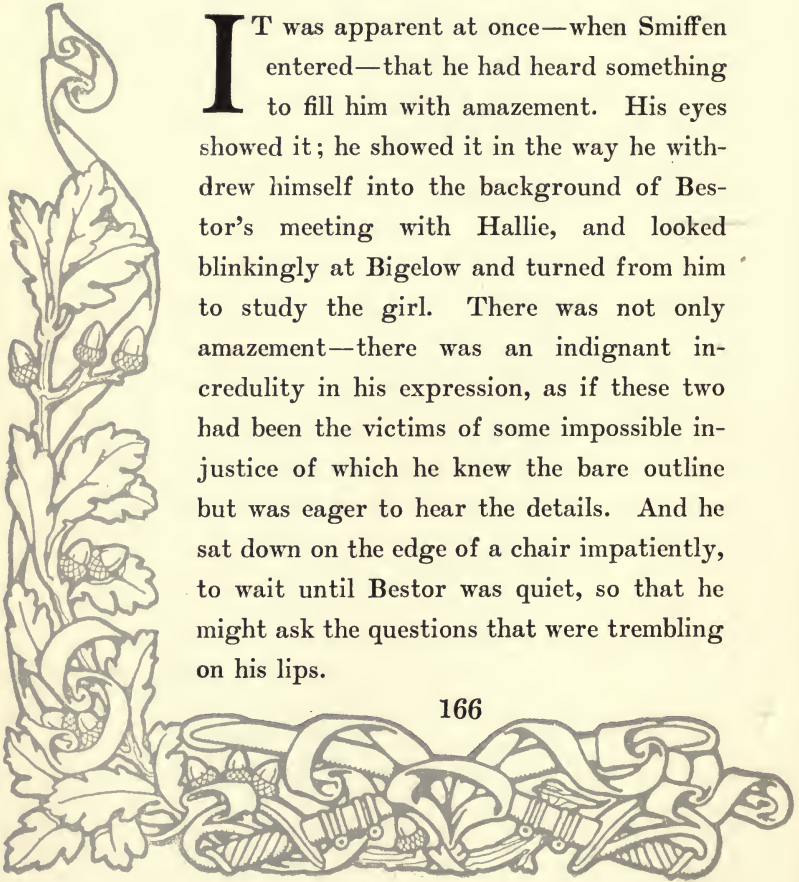 IT was apparent at once—when Smiffen
entered—that he had heard something
to fill him with amazement. His eyes
showed it; he showed it in the way he with-
drew himself into the background of Bes-
tor's meeting with Hallie, and looked
blinkingly at Bigelow and turned from him
to study the girl. There was not only
amazement—there was an indignant in-
credulity in his expression, as if these two
had been the victims of some impossible in-
justice of which he knew the bare outline
but was eager to hear the details. And he
sat down on the edge of a chair impatiently,
to wait until Bestor was quiet, so that he
might ask the questions that were trembling
on his lips.
166